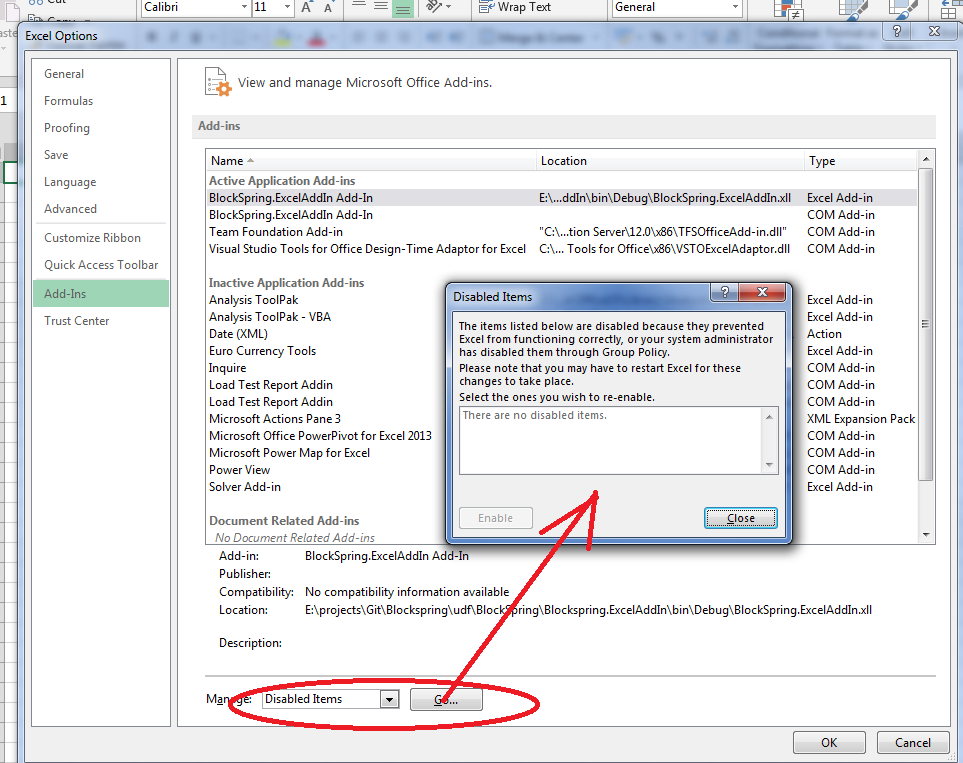 Cut
Calibri 11 A A Wrap Text General
Copy
Excel Options
Merge & Center
1
General
Formulas
Proofing
Save
Language
Advanced
Customize Ribbon
Quick Access Toolbar
Add-Ins
Trust Center
View and manage Microsoft Office Add-ins.
Add-ins
Name Location Type
Active Application Add-ins
BlockSpring.ExcelAddIn Add-In E:\...ddIn\bin\Debug\BlockSpring.ExcelAddIn.xll Excel Add-in
BlockSpring.ExcelAddIn Add-In COM Add-in
Team Foundation Add-in "C:\...tion Server\12.0\x86\TFSOfficeAdd-in.dll" COM Add-in
Visual Studio Tools for Office Design-Time Adaptor for Excel C:\... Tools for Office\x86\VSTOExcelAdaptor.dll COM Add-in
Inactive Application Add-ins
Analysis ToolPak Excel Add-in
Analysis ToolPak - VBA Excel Add-in
Date (XML) Action
Euro Currency Tools Excel Add-in
Inquire COM Add-in
Load Test Report Addin COM Add-in
Load Test Report Addin COM Add-in
Microsoft Actions Pane 3 XML Expansion Pack
Microsoft Office PowerPivot for Excel 2013 COM Add-in
Microsoft Power Map for Excel COM Add-in
Power View COM Add-in
Solver Add-in Excel Add-in
Document Related Add-ins
No Document Related Add-ins
Disabled Items
The items listed below are disabled because they prevented
Excel from functioning correctly, or your system administrator
has disabled them through Group Policy.
Please note that you may have to restart Excel for these
changes to take place.
Select the ones you wish to re-enable.
There are no disabled items.
Enable Close
Add-in: BlockSpring.ExcelAddIn Add-In
Publisher:
Compatibility: No compatibility information available
Location: E:\projects\Git\Blockspring\udf\BlockSpring\Blockspring.ExcelAddIn\bin\Debug\BlockSpring.ExcelAddIn.xll
Description:
Manage: Disabled Items Go...
OK Cancel